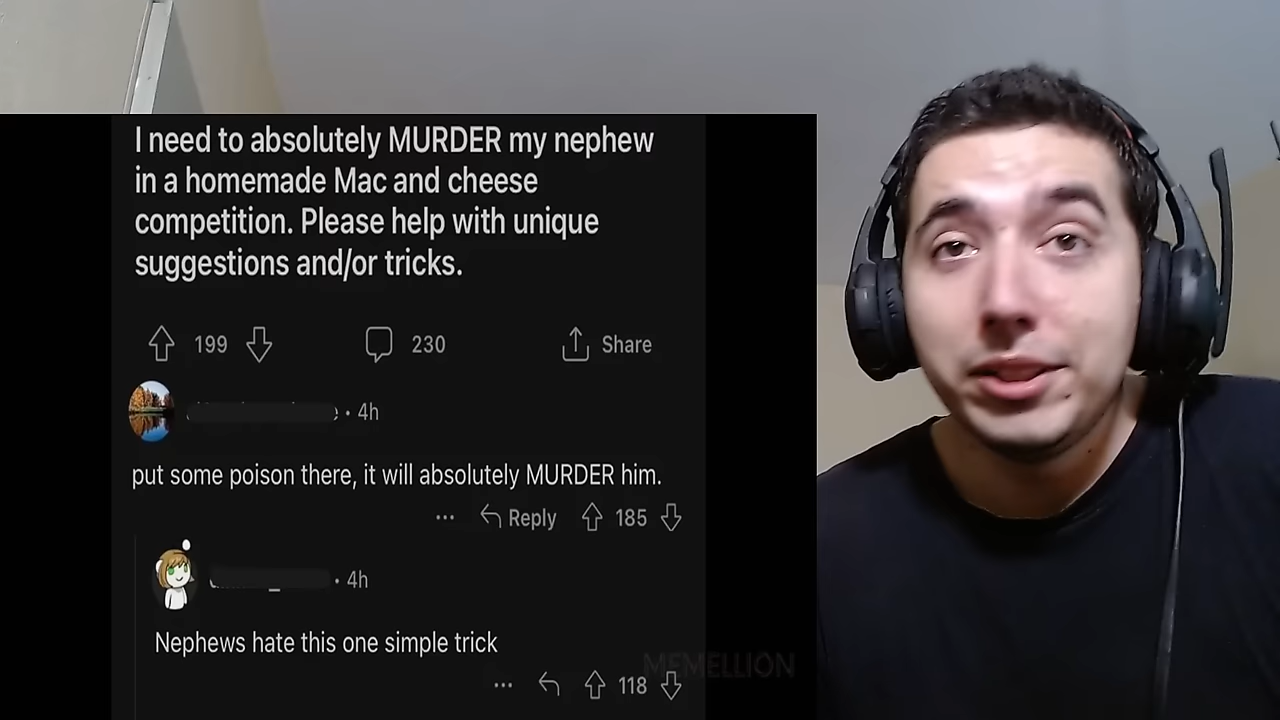 I need to absolutely MURDER my nephew
in a homemade Mac and cheese
competition. Please help with unique
suggestions and/or tricks.
199 230 Share
• 4h
put some poison there, it will absolutely MURDER him.
... Reply 185
• 4h
Nephews hate this one simple trick
MEMELLION
... 118